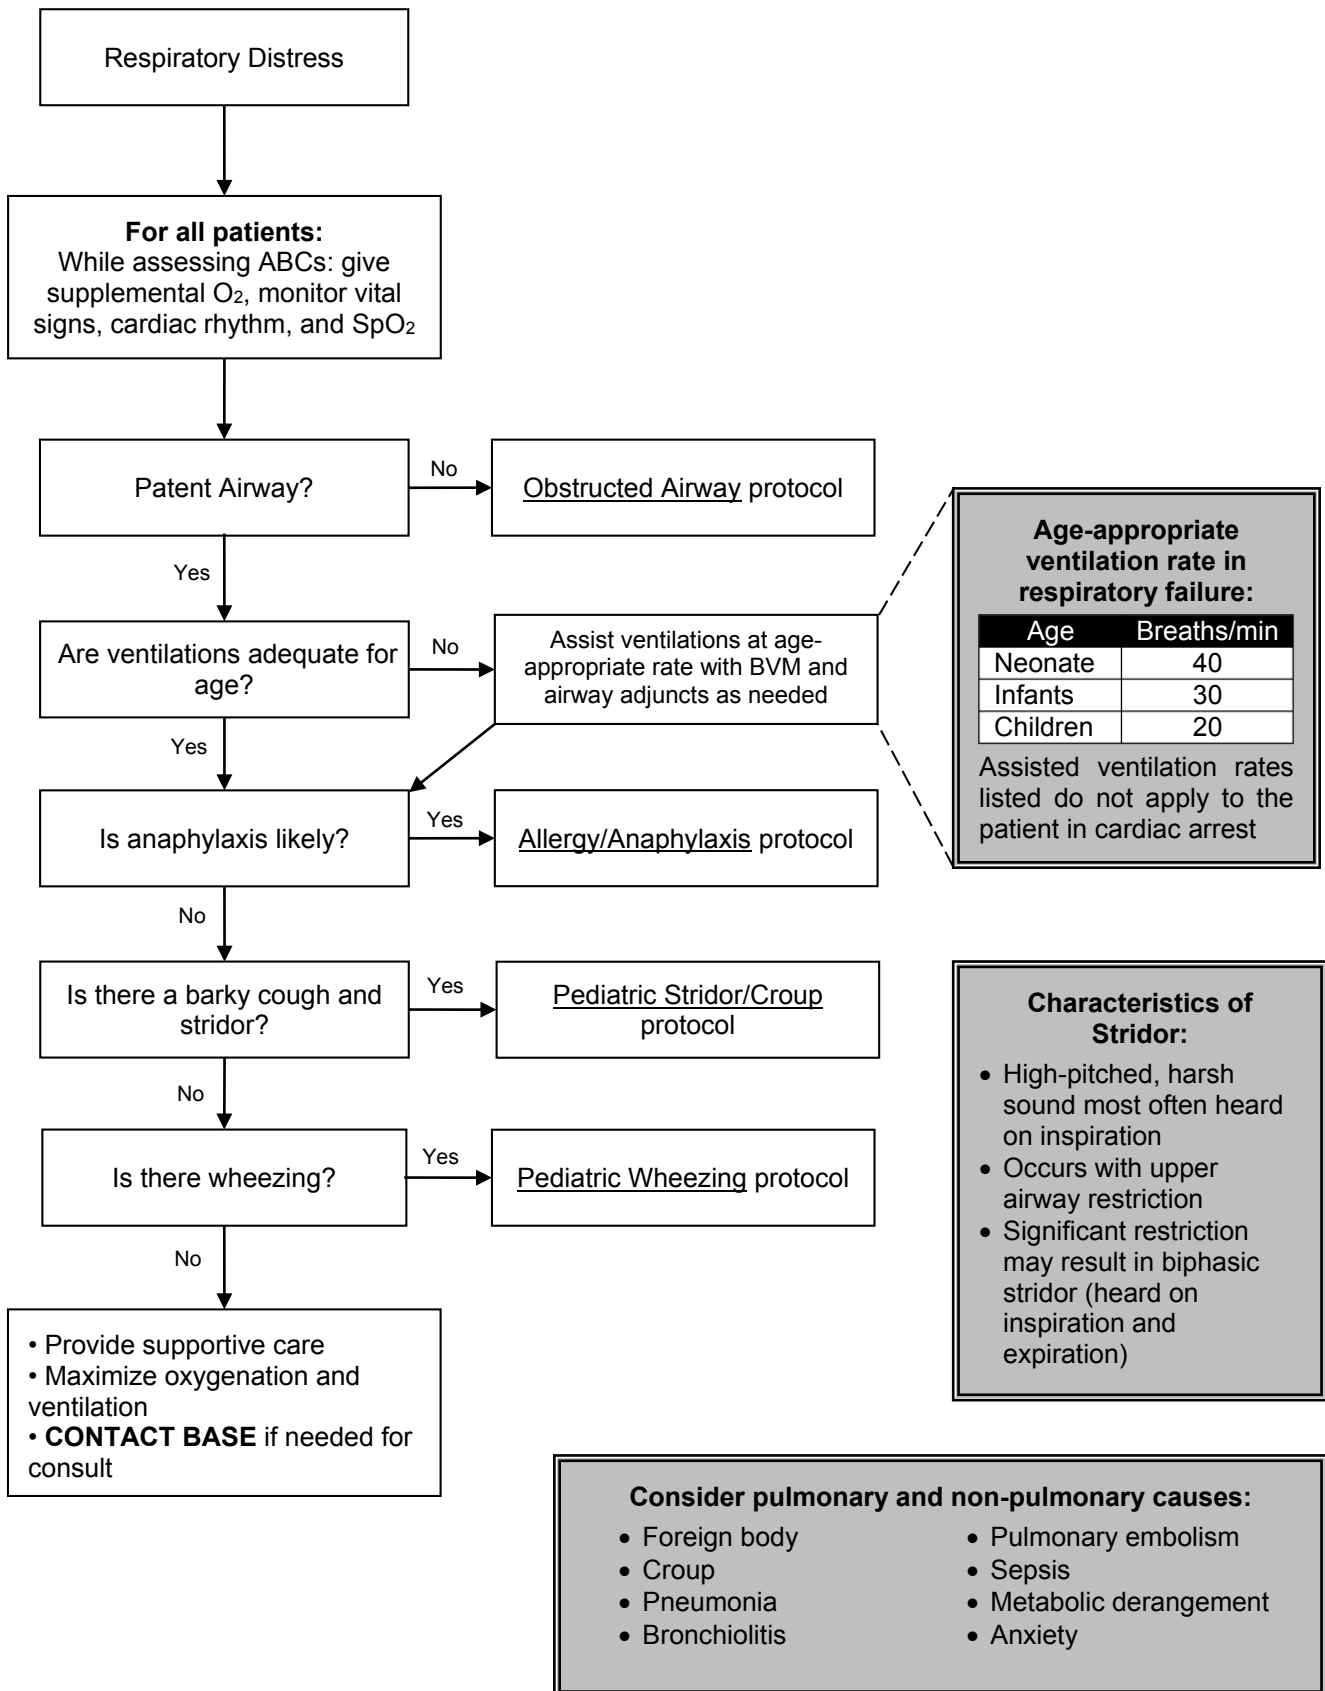 Respiratory Distress
For all patients:
While assessing ABCs: give
supplemental O₂, monitor vital
signs, cardiac rhythm, and SpO₂
Patent Airway?
No
Obstructed Airway protocol
Yes
Are ventilations adequate for
age?
No
Assist ventilations at age-
appropriate rate with BVM and
airway adjuncts as needed
Age-appropriate
ventilation rate in
respiratory failure:
Age Breaths/min
Neonate 40
Infants 30
Children 20
Assisted ventilation rates
listed do not apply to the
patient in cardiac arrest
Yes
Is anaphylaxis likely?
Yes
Allergy/Anaphylaxis protocol
No
Is there a barky cough and
stridor?
Yes
Pediatric Stridor/Croup
protocol
No
Characteristics of
Stridor:
• High-pitched, harsh
sound most often heard
on inspiration
• Occurs with upper
airway restriction
• Significant restriction
may result in biphasic
stridor (heard on
inspiration and
expiration)
Is there wheezing?
Yes
Pediatric Wheezing protocol
No
• Provide supportive care
• Maximize oxygenation and
ventilation
• CONTACT BASE if needed for
consult
Consider pulmonary and non-pulmonary causes:
• Foreign body
• Croup
• Pneumonia
• Bronchiolitis
• Pulmonary embolism
• Sepsis
• Metabolic derangement
• Anxiety